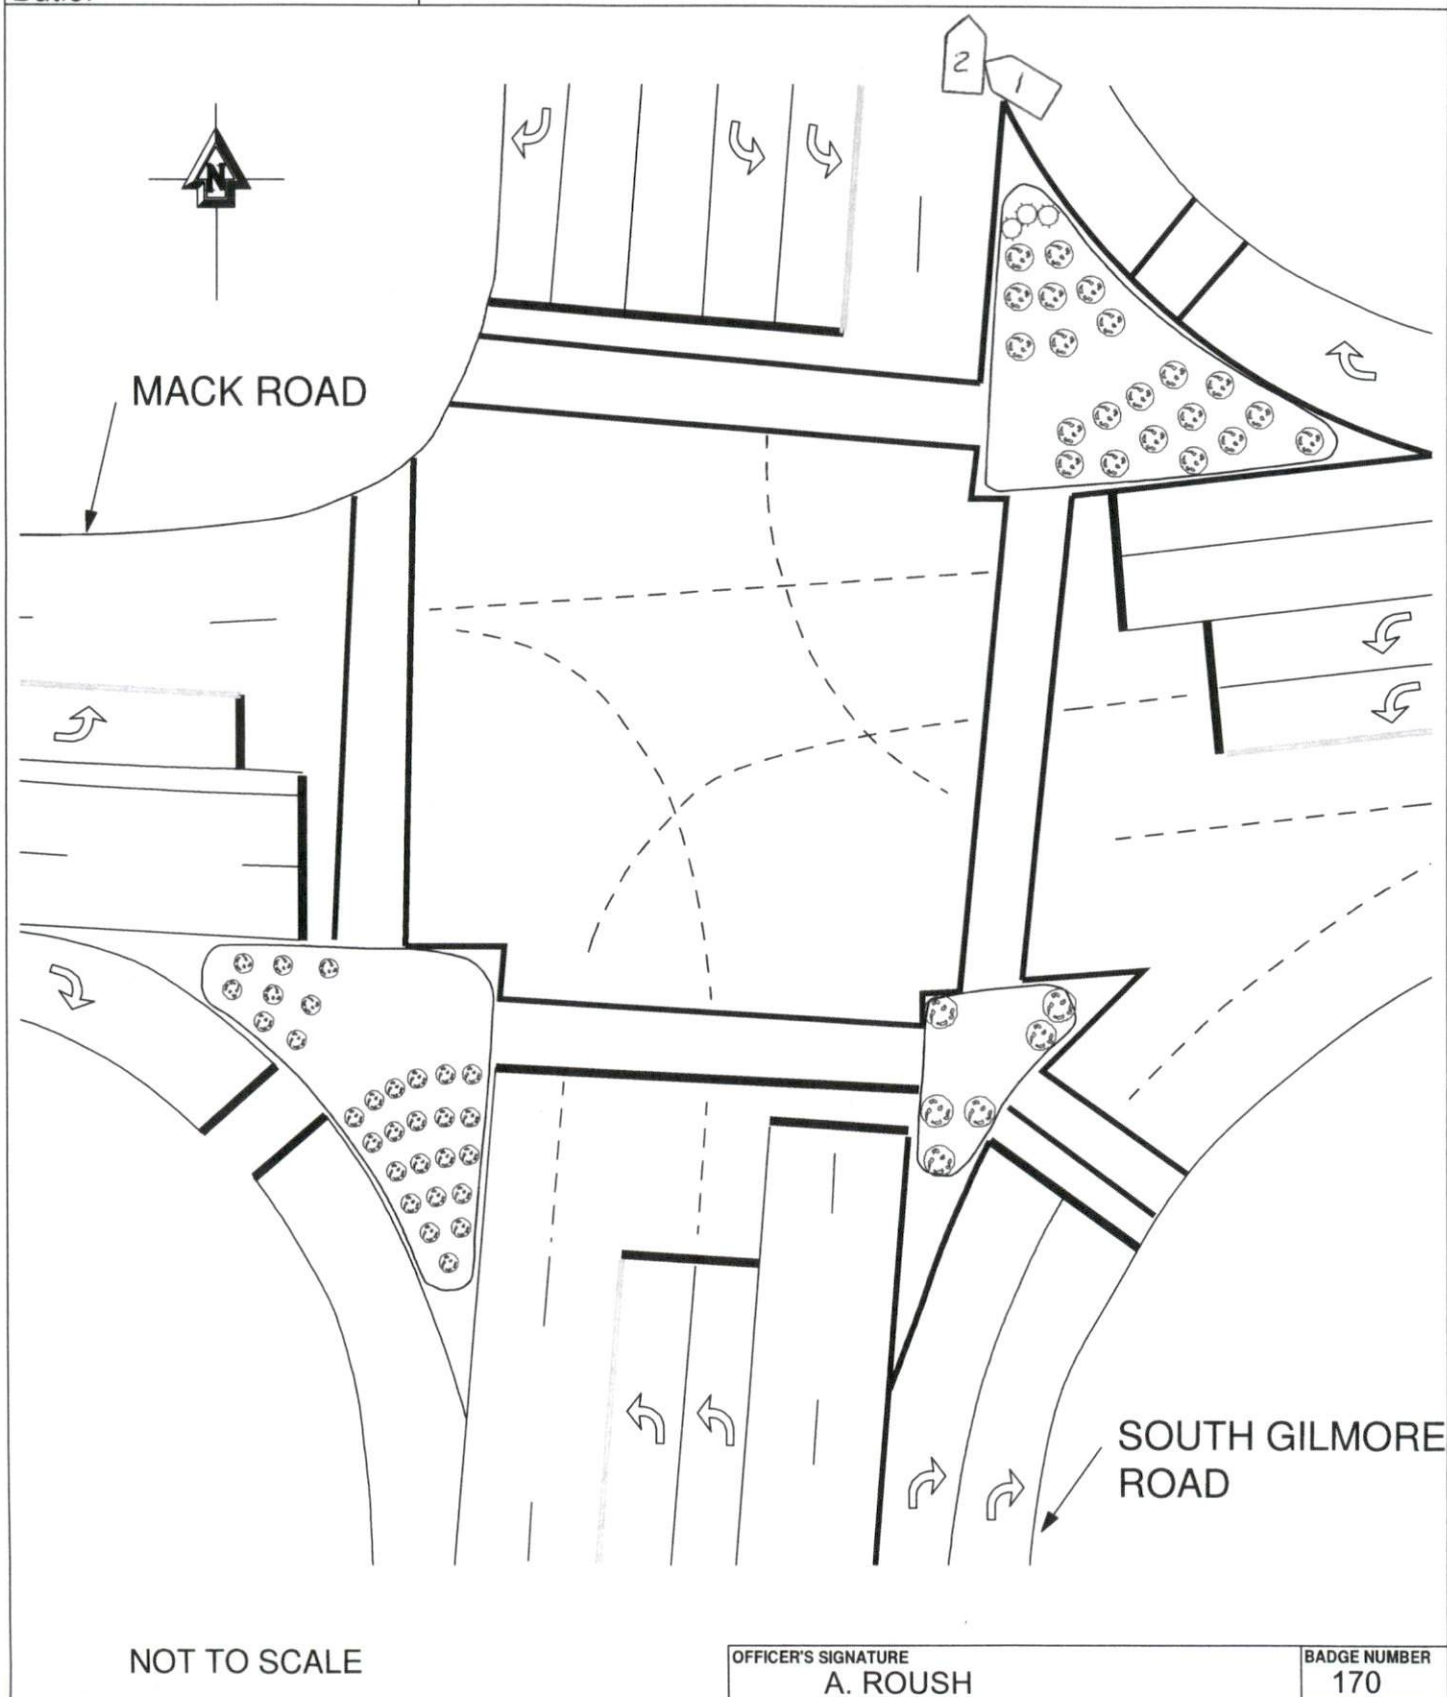 2
1
N
MACK ROAD
SOUTH GILMORE
ROAD
NOT TO SCALE
OFFICER'S SIGNATURE
A. ROUSH
BADGE NUMBER
170